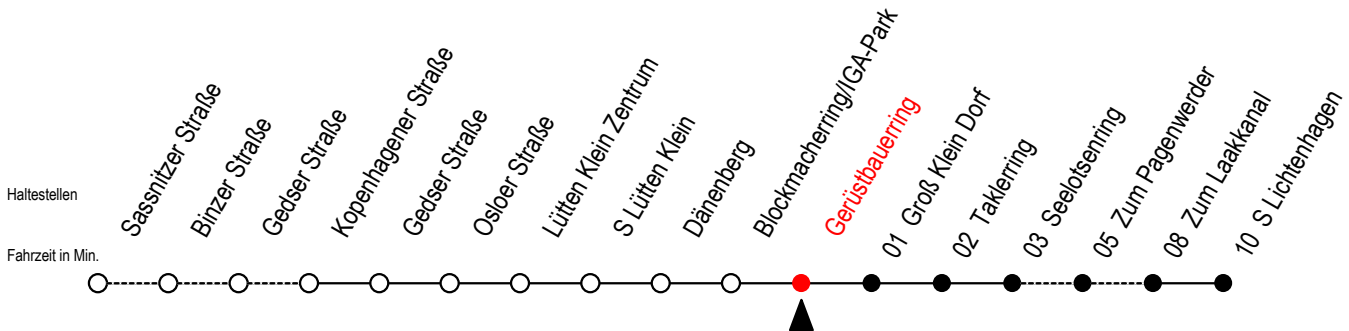 Haltestellen
Sassnitzer Straße
Binzer Straße
Gedser Straße
Kopenhagener Straße
Gedser Straße
Osloer Straße
Lütten Klein Zentrum
S Lütten Klein
Dänenberg
Blockmacherring/IGA-Park
Gerüstbauerring
01 Groß Klein Dorf
02 Taklerring
03 Seelotsenring
05 Zum Pagenwerder
08 Zum Laakkanal
10 S Lichtenhagen
Fahrzeit in Min.